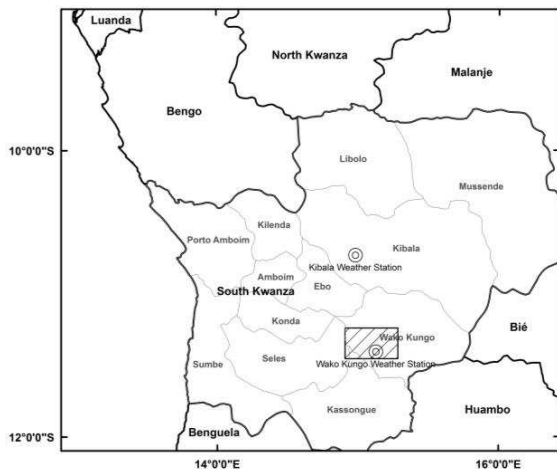 Luanda
North Kwanza
Malanje
Bengo
10°0'0"S
Libolo
Mussende
Kilenda
Porto Amboim
Kibala
Kibala Weather Station
Amboim
Ebo
South Kwanza
Konda
Wako Kungo
Bié
Seles
Sumbe
Wako Kungo Weather Station
Kassongue
Huambo
Benguela
12°0'0"S
14°0'0"E
16°0'0"E